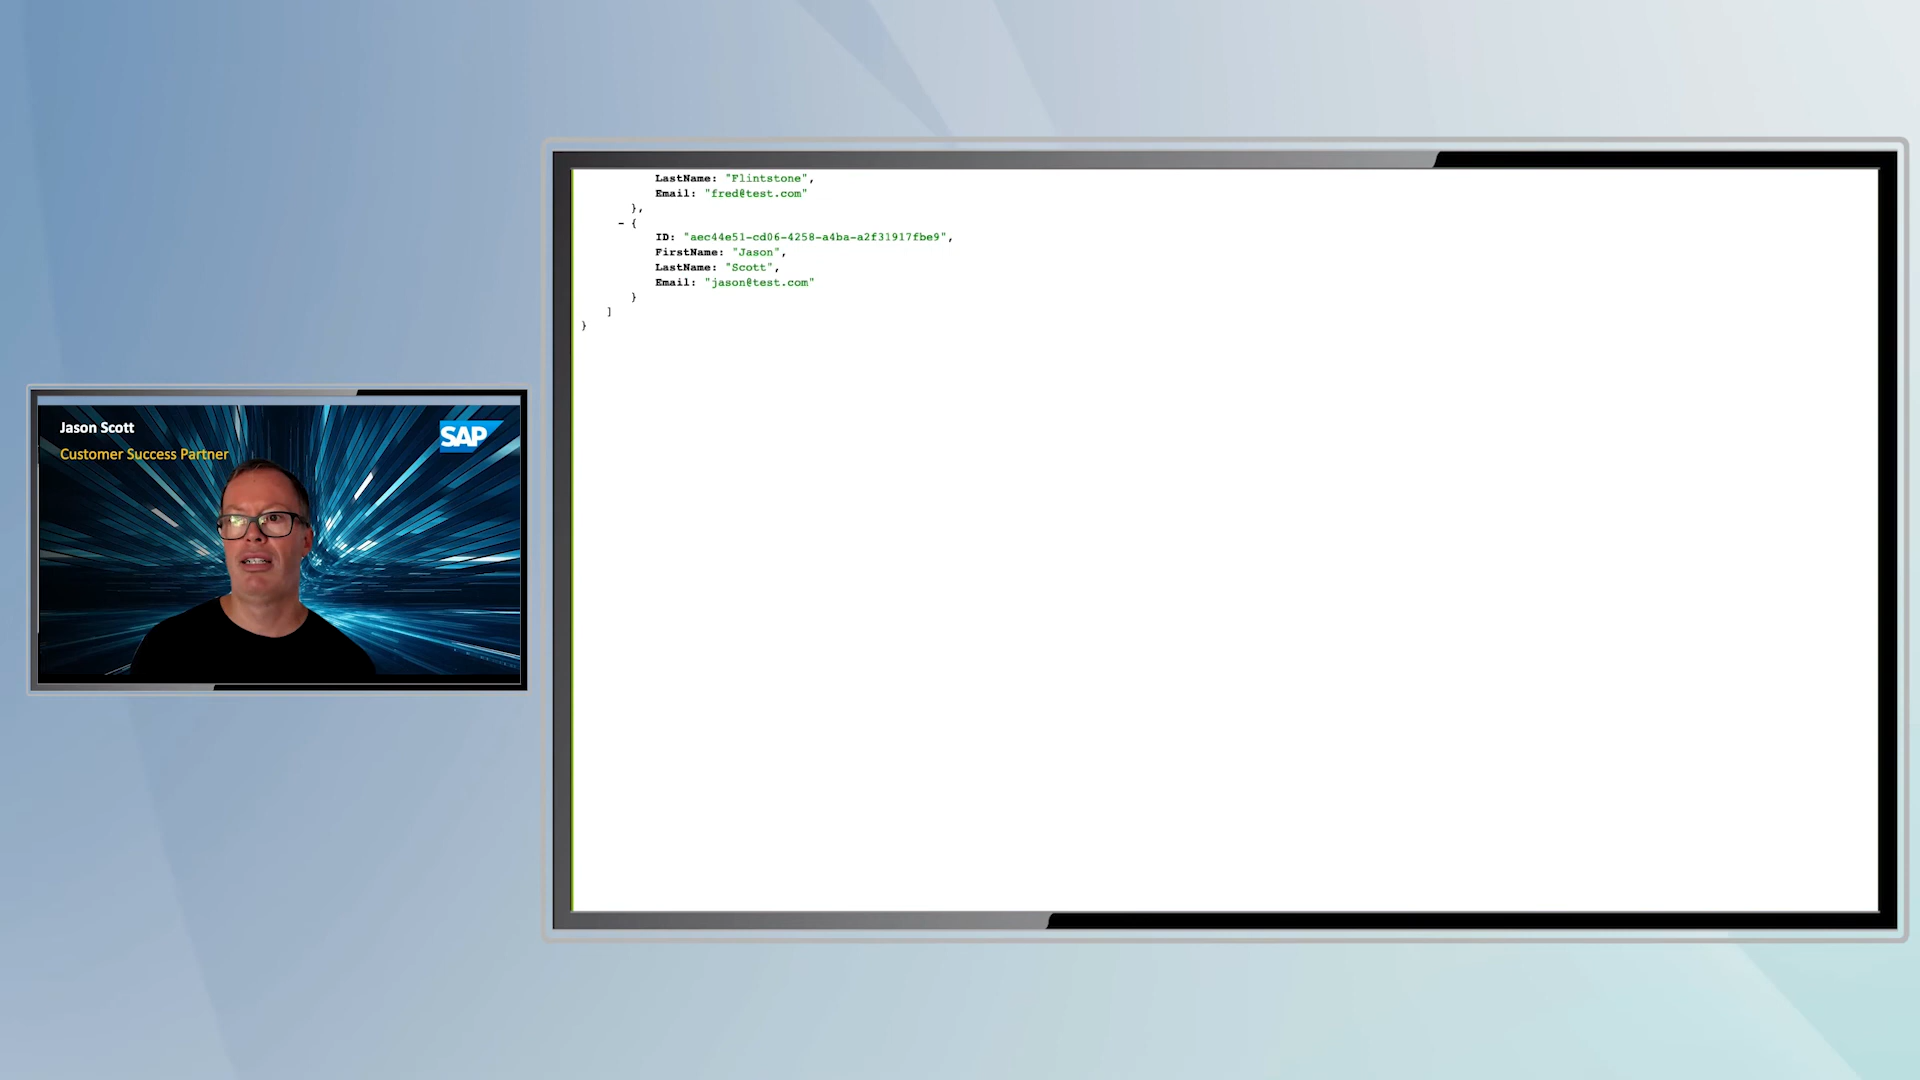 Jason Scott
Customer Success Partner
SAP
LastName: "Flintstone",
Email: "fred@test.com"
},
- {
ID: "aec44e51-cd06-4258-a4ba-a2f31917fbe9",
FirstName: "Jason",
LastName: "Scott",
Email: "jason@test.com"
}
]
}